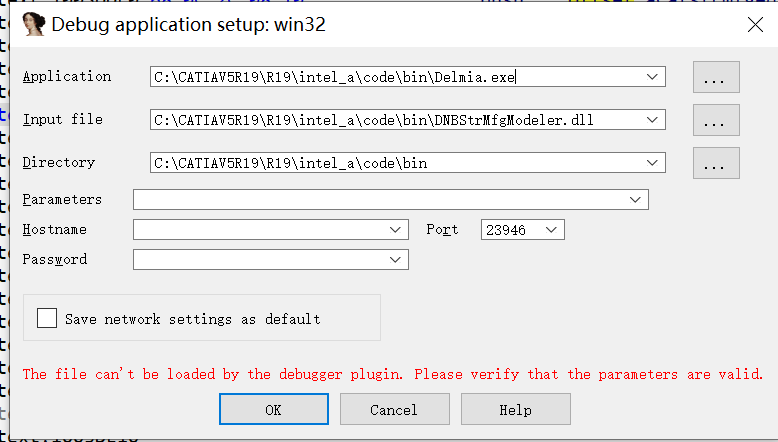 Debug application setup: win32
Application C:\CATIAV5R19\R19\intel_a\code\bin\Delmia.exe ...
Input file C:\CATIAV5R19\R19\intel_a\code\bin\DNBStrMfgModeler.dll ...
Directory C:\CATIAV5R19\R19\intel_a\code\bin ...
Parameters
Hostname Port 23946
Password
Save network settings as default
The file can't be loaded by the debugger plugin. Please verify that the parameters are valid.
OK Cancel Help